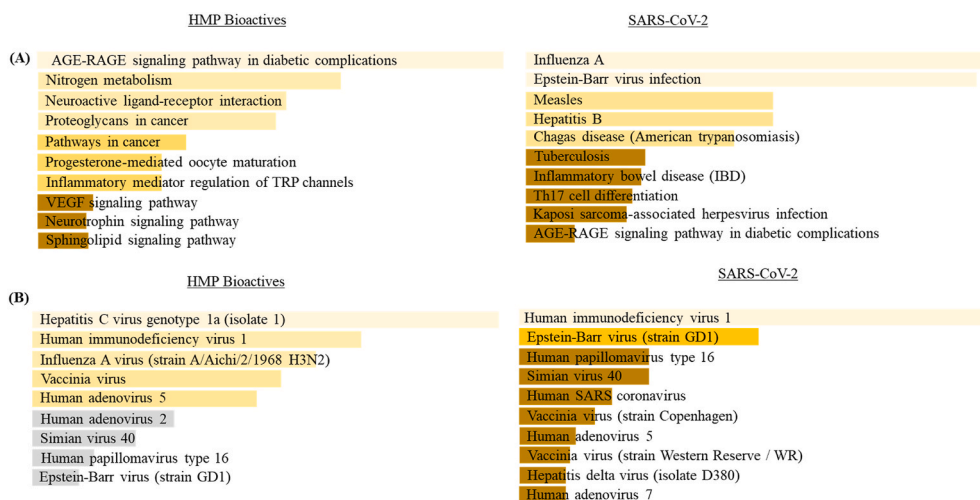 HMP Bioactives
SARS-CoV-2
(A)
AGE-RAGE signaling pathway in diabetic complications
Nitrogen metabolism
Neuroactive ligand-receptor interaction
Proteoglycans in cancer
Pathways in cancer
Progesterone-mediated oocyte maturation
Inflammatory mediator regulation of TRP channels
VEGF signaling pathway
Neurotrophin signaling pathway
Sphingolipid signaling pathway
Influenza A
Epstein-Barr virus infection
Measles
Hepatitis B
Chagas disease (American trypanosomiasis)
Tuberculosis
Inflammatory bowel disease (IBD)
Th17 cell differentiation
Kaposi sarcoma-associated herpesvirus infection
AGE-RAGE signaling pathway in diabetic complications
HMP Bioactives
SARS-CoV-2
(B)
Hepatitis C virus genotype 1a (isolate 1)
Human immunodeficiency virus 1
Influenza A virus (strain A/Aichi/2/1968 H3N2)
Vaccinia virus
Human adenovirus 5
Human adenovirus 2
Simian virus 40
Human papillomavirus type 16
Epstein-Barr virus (strain GD1)
Human immunodeficiency virus 1
Epstein-Barr virus (strain GD1)
Human papillomavirus type 16
Simian virus 40
Human SARS coronavirus
Vaccinia virus (strain Copenhagen)
Human adenovirus 5
Vaccinia virus (strain Western Reserve / WR)
Hepatitis delta virus (isolate D380)
Human adenovirus 7